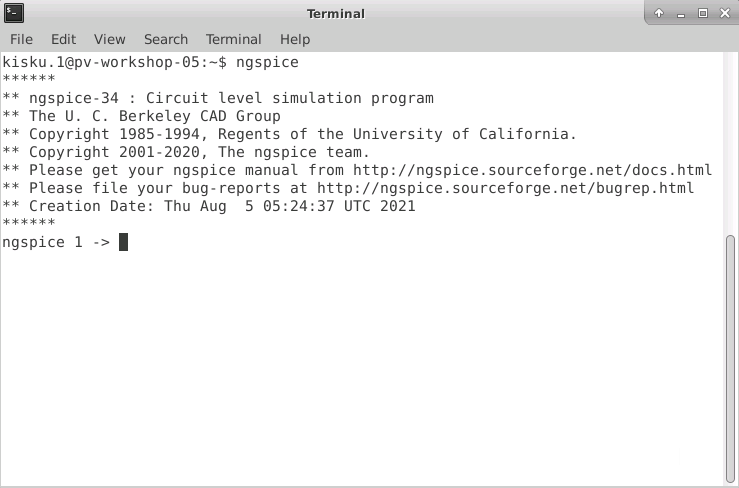 Terminal
File Edit View Search Terminal Help
kisku.1@pv-workshop-05:~$ ngspice
******
** ngspice-34 : Circuit level simulation program
** The U. C. Berkeley CAD Group
** Copyright 1985-1994, Regents of the University of California.
** Copyright 2001-2020, The ngspice team.
** Please get your ngspice manual from http://ngspice.sourceforge.net/docs.html
** Please file your bug-reports at http://ngspice.sourceforge.net/bugrep.html
** Creation Date: Thu Aug  5 05:24:37 UTC 2021
******
ngspice 1 ->